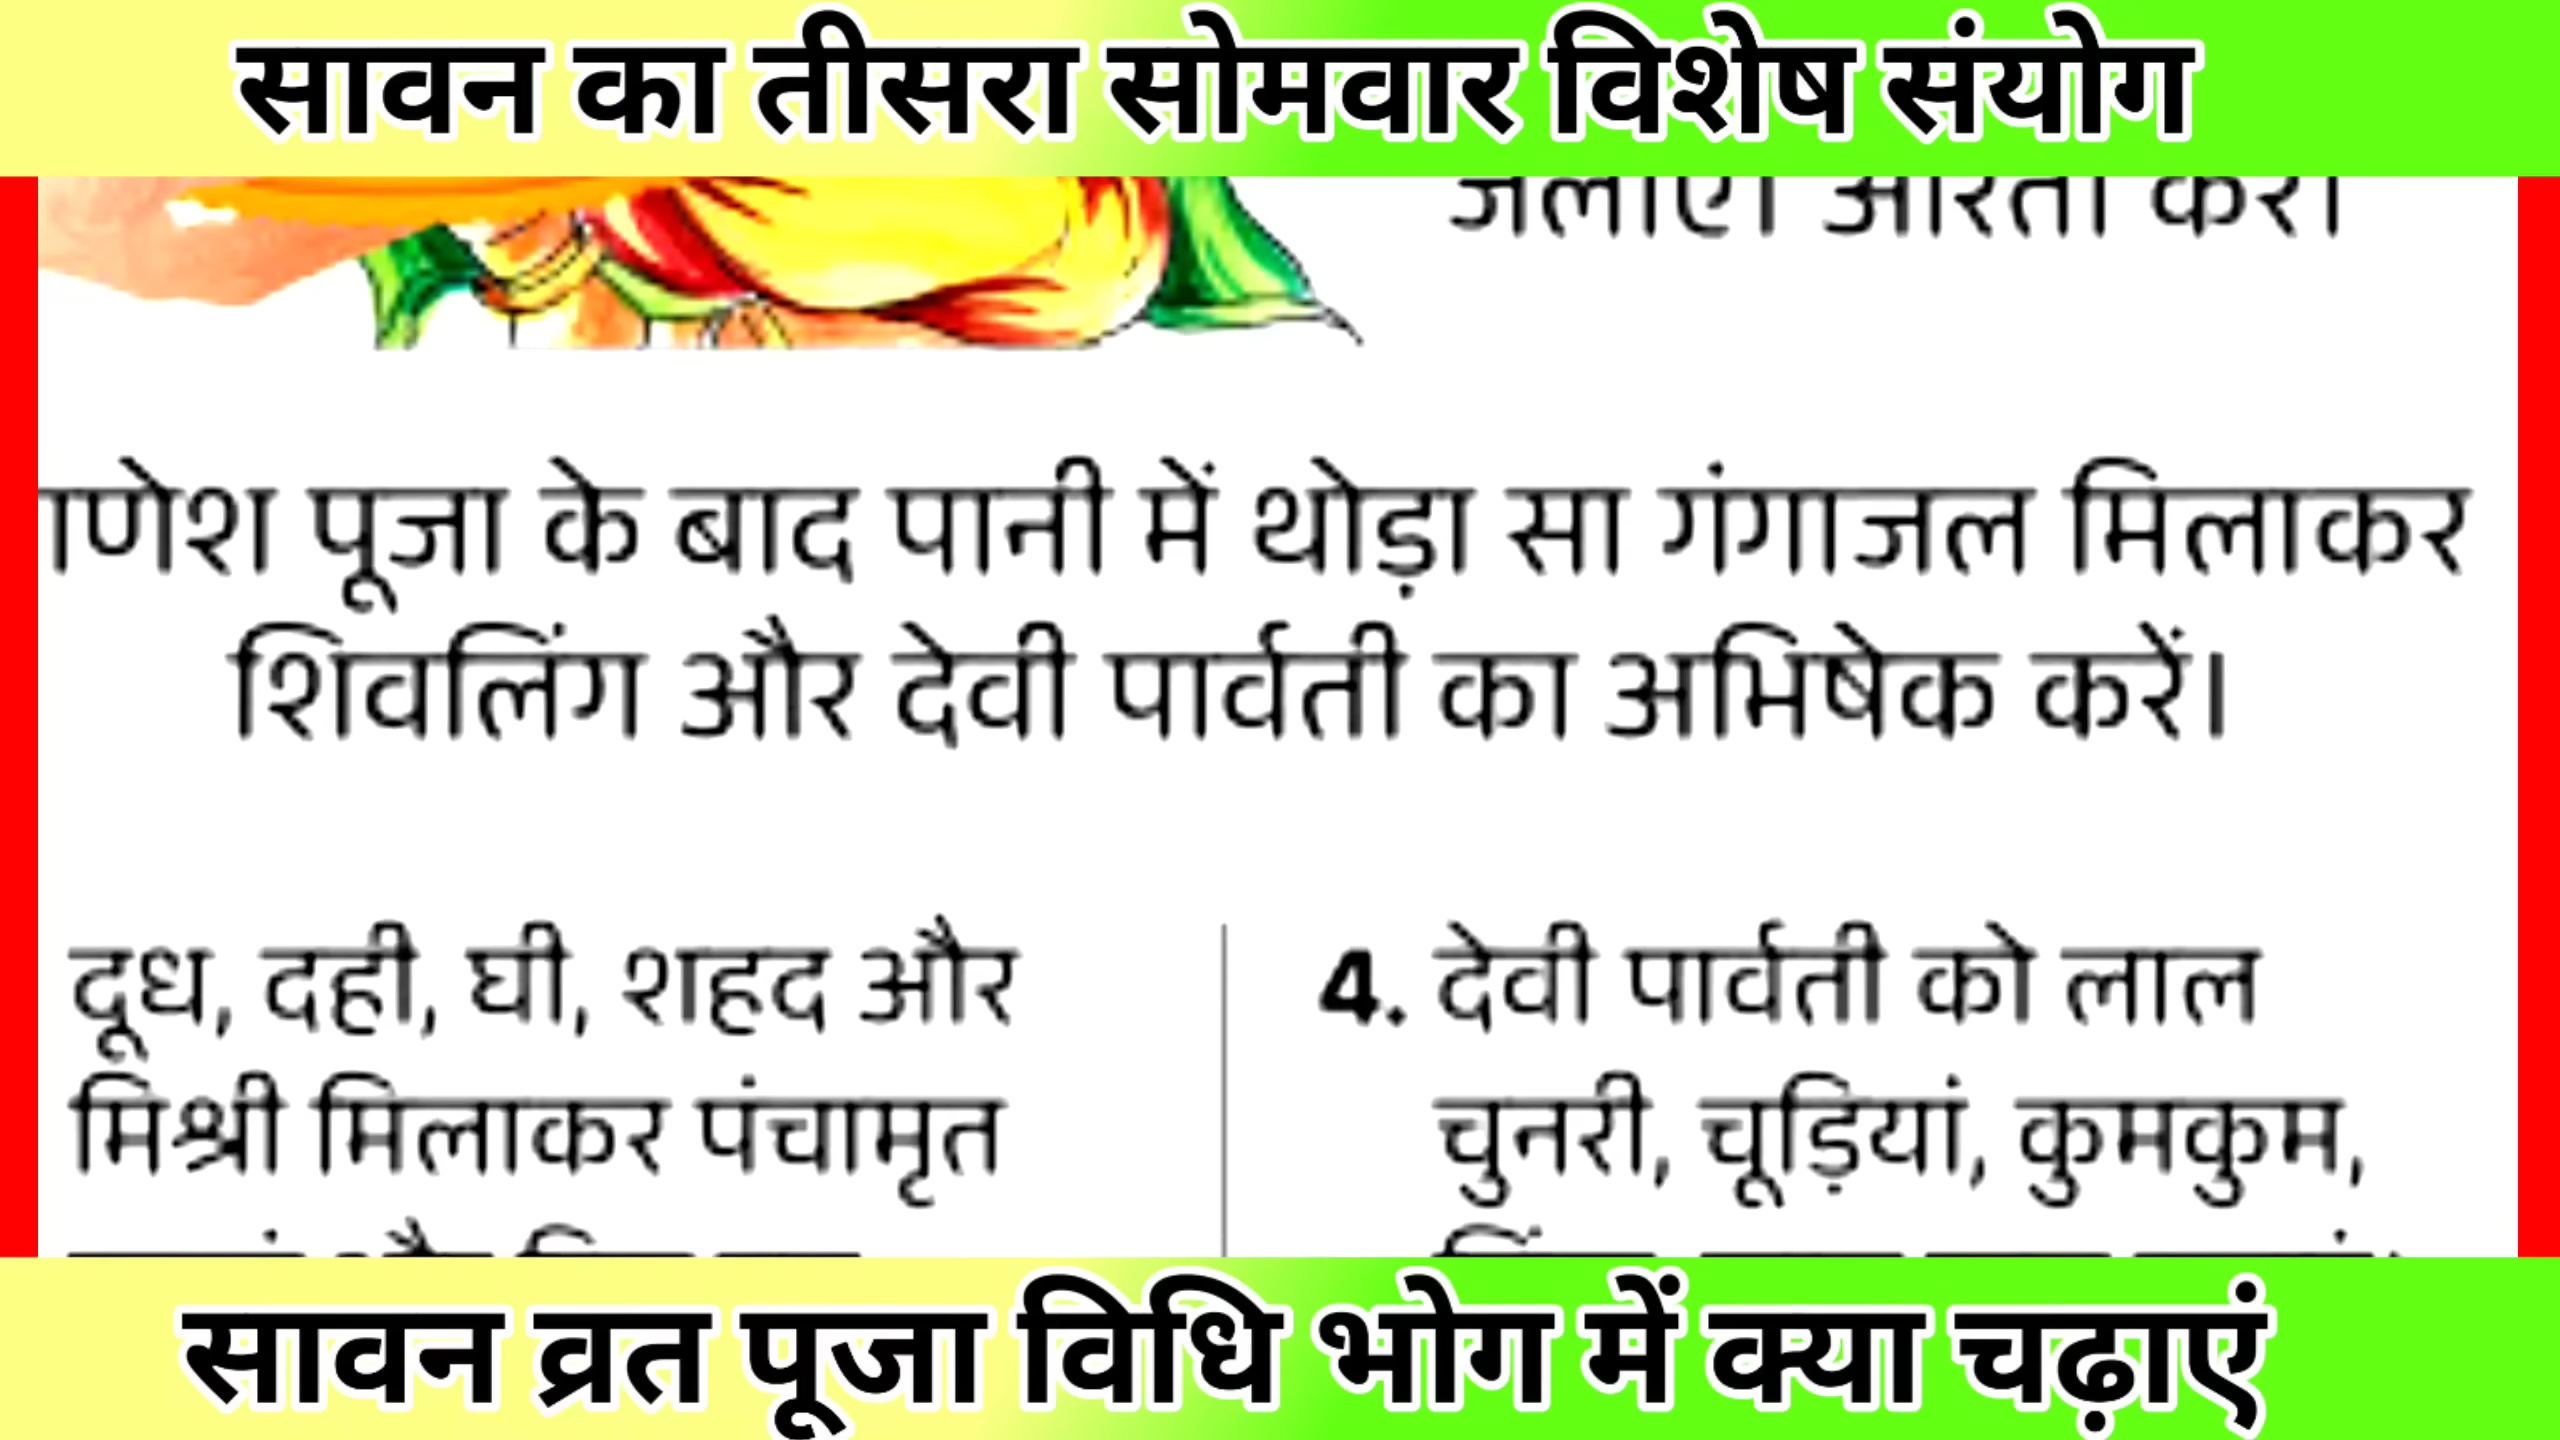 सावन का तीसरा सोमवार विशेष संयोग
जलाएं। आरती करें।
गणेश पूजा के बाद पानी में थोड़ा सा गंगाजल मिलाकर
शिवलिंग और देवी पार्वती का अभिषेक करें।
दूध, दही, घी, शहद और
मिश्री मिलाकर पंचामृत
4. देवी पार्वती को लाल
चुनरी, चूड़ियां, कुमकुम,
सावन व्रत पूजा विधि भोग में क्या चढ़ाएं